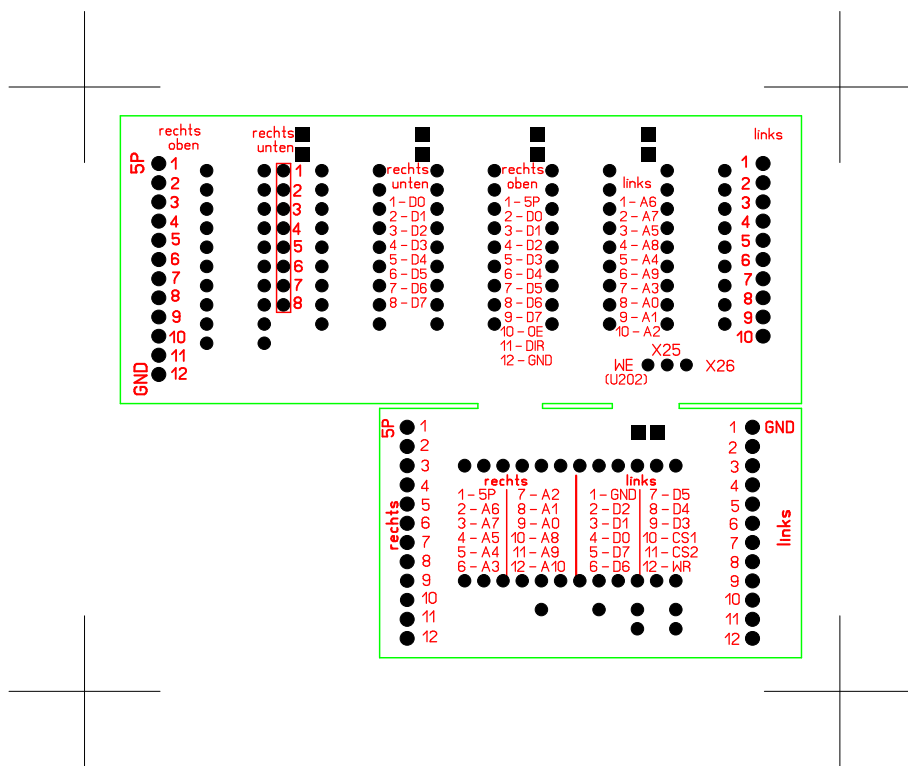 rechts
oben
rechts
unten
links
5P
1
2
3
4
5
6
7
8
9
10
11
12
GND
1
2
3
4
5
6
7
8
rechts
unten
1-D0
2-D1
3-D2
4-D3
5-D4
6-D5
7-D6
8-D7
rechts
oben
1-5P
2-D0
3-D1
4-D2
5-D3
6-D4
7-D5
8-D6
9-D7
10-OE
11-DIR
12-GND
links
1-A6
2-A7
3-A5
4-A8
5-A4
6-A9
7-A3
8-A0
9-A1
10-A2
1
2
3
4
5
6
7
8
9
10
X25
WE
(U202)
X26
5P
1
2
3
4
5
6
7
8
9
10
11
12
rechts
rechts
1-5P
2-A6
3-A7
4-A5
5-A4
6-A3
7-A2
8-A1
9-A0
10-A8
11-A9
12-A10
links
1-GND
2-D2
3-D1
4-D0
5-D7
6-D6
7-D5
8-D4
9-D3
10-CS1
11-CS2
12-WR
1
2
3
4
5
6
7
8
9
10
11
12
GND
links